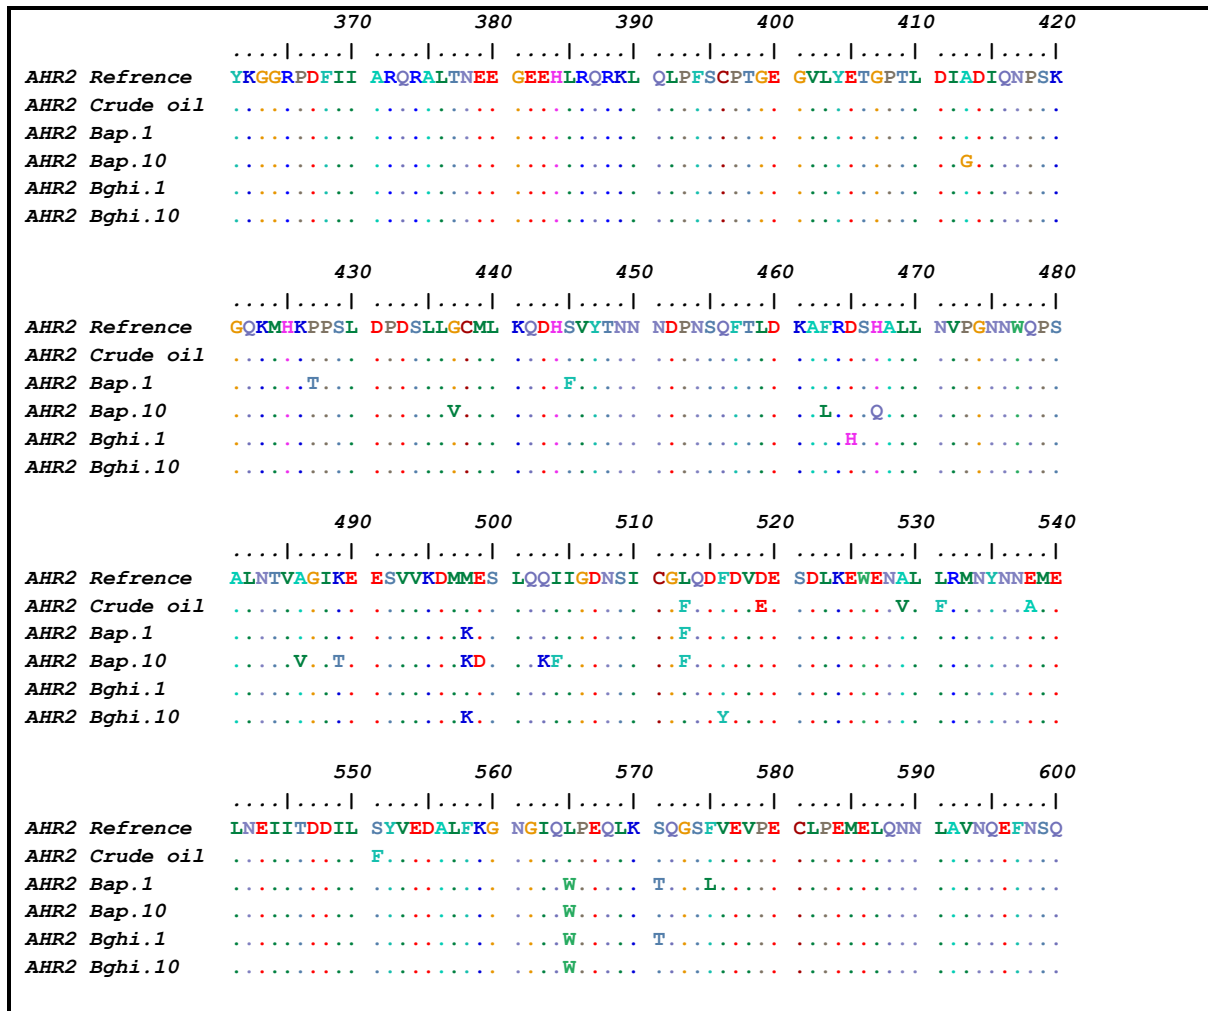 370 380 390 400 410 420
....|....| ....|....| ....|....| ....|....| ....|....| ....|....|
AHR2 Refrence YKGGRPDFII ARQRALTNEE GEEHLRQRKL QLPFSCPTGE GVLYETGPTL DIADIQNPSK
AHR2 Crude oil .......... .......... .......... .......... .......... ..........
AHR2 Bap.1 .......... .......... .......... .......... .......... ..........
AHR2 Bap.10 .......... .......... .......... .......... .......... ..G.......
AHR2 Bghi.1 .......... .......... .......... .......... .......... ..........
AHR2 Bghi.10 .......... .......... .......... .......... .......... ..........
430 440 450 460 470 480
....|....| ....|....| ....|....| ....|....| ....|....| ....|....|
AHR2 Refrence GQKMHKPPSL DPDSLLGCML KQDHSVYTNN NDPNSQFTLD KAFRDSHALL NVPGNNWQPS
AHR2 Crude oil .......... .......... .......... .......... .......... ..........
AHR2 Bap.1 ......T... .......... ....F..... .......... .......... ..........
AHR2 Bap.10 .......... ......V... .......... .......... ..L...Q... ..........
AHR2 Bghi.1 .......... .......... .......... .......... ....H..... ..........
AHR2 Bghi.10 .......... .......... .......... .......... .......... ..........
490 500 510 520 530 540
....|....| ....|....| ....|....| ....|....| ....|....| ....|....|
AHR2 Refrence ALNTVAGIKE ESVVKDMMES LQQIIGDNSI CGLQDFDVDE SDLKEWENAL LRMNYNNEME
AHR2 Crude oil .......... .......... .......... ..F.....E. ........V. F......A..
AHR2 Bap.1 .......... .......K.. .......... ..F....... .......... ..........
AHR2 Bap.10 .....V..T. .......KD. ..KF...... ..F....... .......... ..........
AHR2 Bghi.1 .......... .......... .......... .......... .......... ..........
AHR2 Bghi.10 .......... .......K.. .......... .....Y.... .......... ..........
550 560 570 580 590 600
....|....| ....|....| ....|....| ....|....| ....|....| ....|....|
AHR2 Refrence LNEIITDDIL SYVEDALFKG NGIQLPEQLK SQGSFVEVPE CLPEMELQNN LAVNQEFNSQ
AHR2 Crude oil .......... F......... .......... .......... .......... ..........
AHR2 Bap.1 .......... .......... ....W..... T...L..... .......... ..........
AHR2 Bap.10 .......... .......... ....W..... .......... .......... ..........
AHR2 Bghi.1 .......... .......... ....W..... T......... .......... ..........
AHR2 Bghi.10 .......... .......... ....W..... .......... .......... ..........